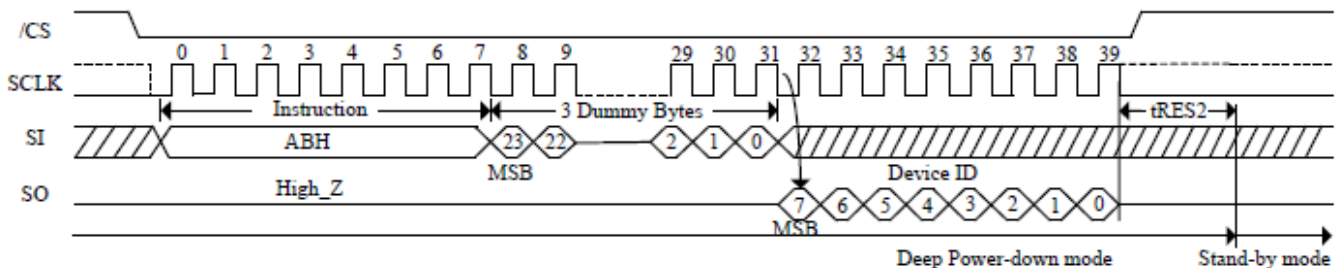 /CS
0 1 2 3 4 5 6 7 8 9 29 30 31 32 33 34 35 36 37 38 39
SCLK
Instruction 3 Dummy Bytes tRES2
SI ABH 23 22 2 1 0
MSB Device ID
SO High_Z 7 6 5 4 3 2 1 0
MSB
Deep Power-down mode Stand-by mode